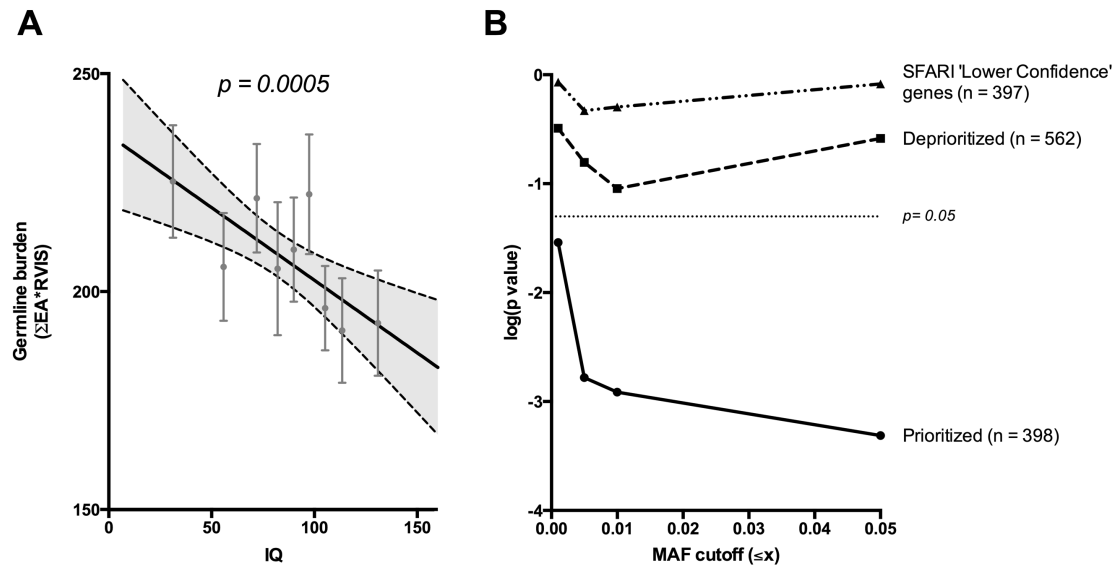 A
p = 0.0005
250
200
150
Germline burden
(ΣEA*RVIS)
0
50
100
150
IQ
B
0
-1
-2
-3
-4
log(p value)
0.00
0.01
0.02
0.03
0.04
0.05
MAF cutoff (≤x)
SFARI 'Lower Confidence'
genes (n = 397)
Deprioritized (n = 562)
p= 0.05
Prioritized (n = 398)